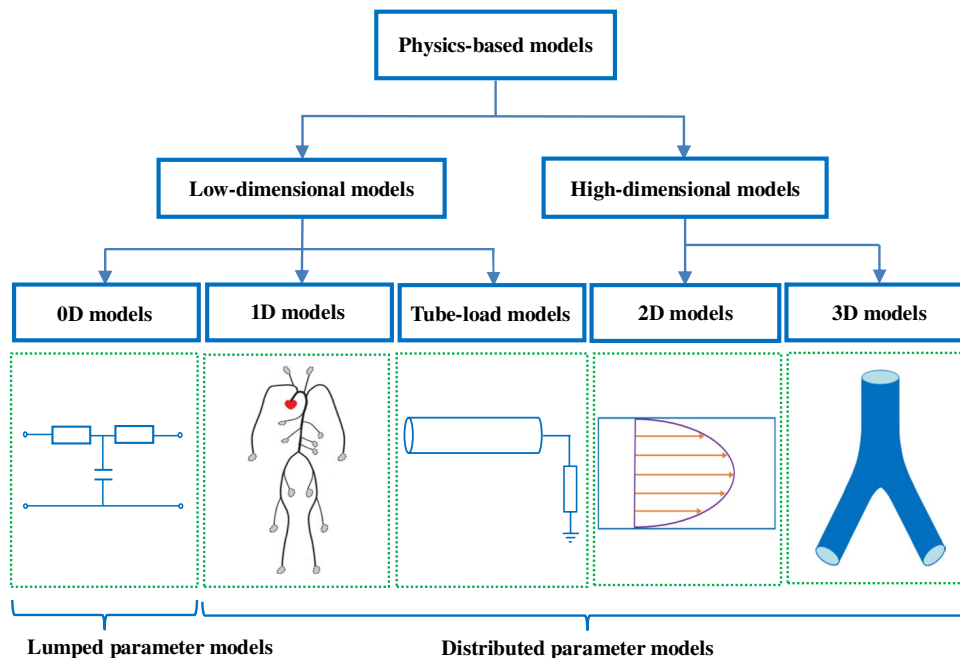 Physics-based models
Low-dimensional models
High-dimensional models
0D models
1D models
Tube-load models
2D models
3D models
Lumped parameter models
Distributed parameter models